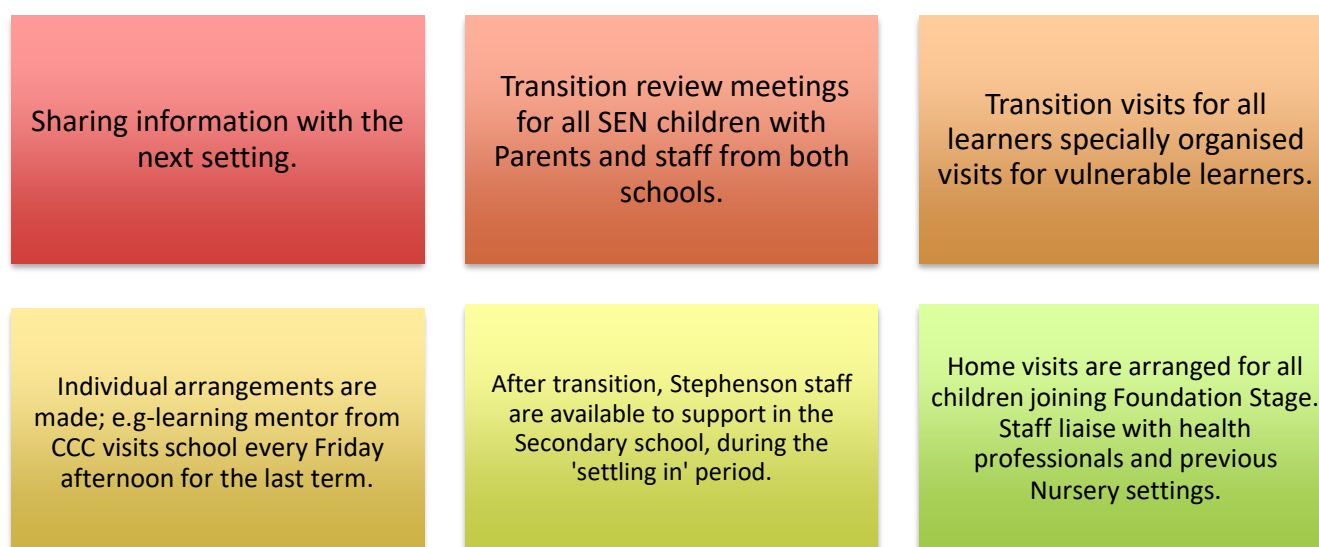 Sharing information with the
next setting.
Transition review meetings
for all SEN children with
Parents and staff from both
schools.
Transition visits for all
learners specially organised
visits for vulnerable learners.
Individual arrangements are
made; e.g-learning mentor from
CCC visits school every Friday
afternoon for the last term.
After transition, Stephenson staff
are available to support in the
Secondary school, during the
'settling in' period.
Home visits are arranged for all
children joining Foundation Stage.
Staff liaise with health
professionals and previous
Nursery settings.